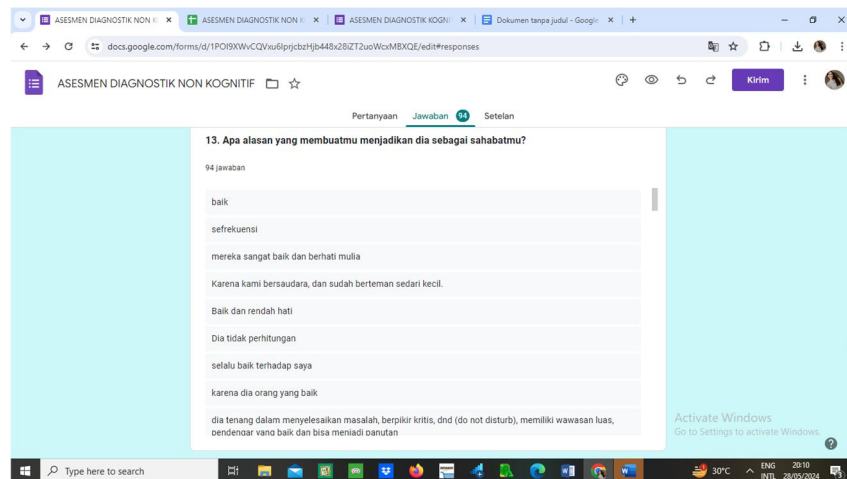 ASESMEN DIAGNOSTIK NON K
ASESMEN DIAGNOSTIK NON K
ASESMEN DIAGNOSTIK KOGNI
Dokumen tanpa judul - Google
docs.google.com/forms/d/1POI9XWvCQVxu6lprjcbzHjb448x28iZT2uoWcxMBXQE/edit#responses
ASESMEN DIAGNOSTIK NON KOGNITIF
Kirim
Pertanyaan Jawaban 94 Setelan
13. Apa alasan yang membuatmu menjadikan dia sebagai sahabatmu?
94 jawaban
baik
sefrekuensi
mereka sangat baik dan berhati mulia
Karena kami bersaudara, dan sudah berteman sedari kecil.
Baik dan rendah hati
Dia tidak perhitungan
selalu baik terhadap saya
karena dia orang yang baik
dia tenang dalam menyelesaikan masalah, berpikir kritis, dnd (do not disturb), memiliki wawasan luas,
pendengar yang baik dan bisa menjadi panutan
Activate Windows
Go to Settings to activate Windows.
Type here to search
30°C
ENG
INTL
20:10
28/05/2024